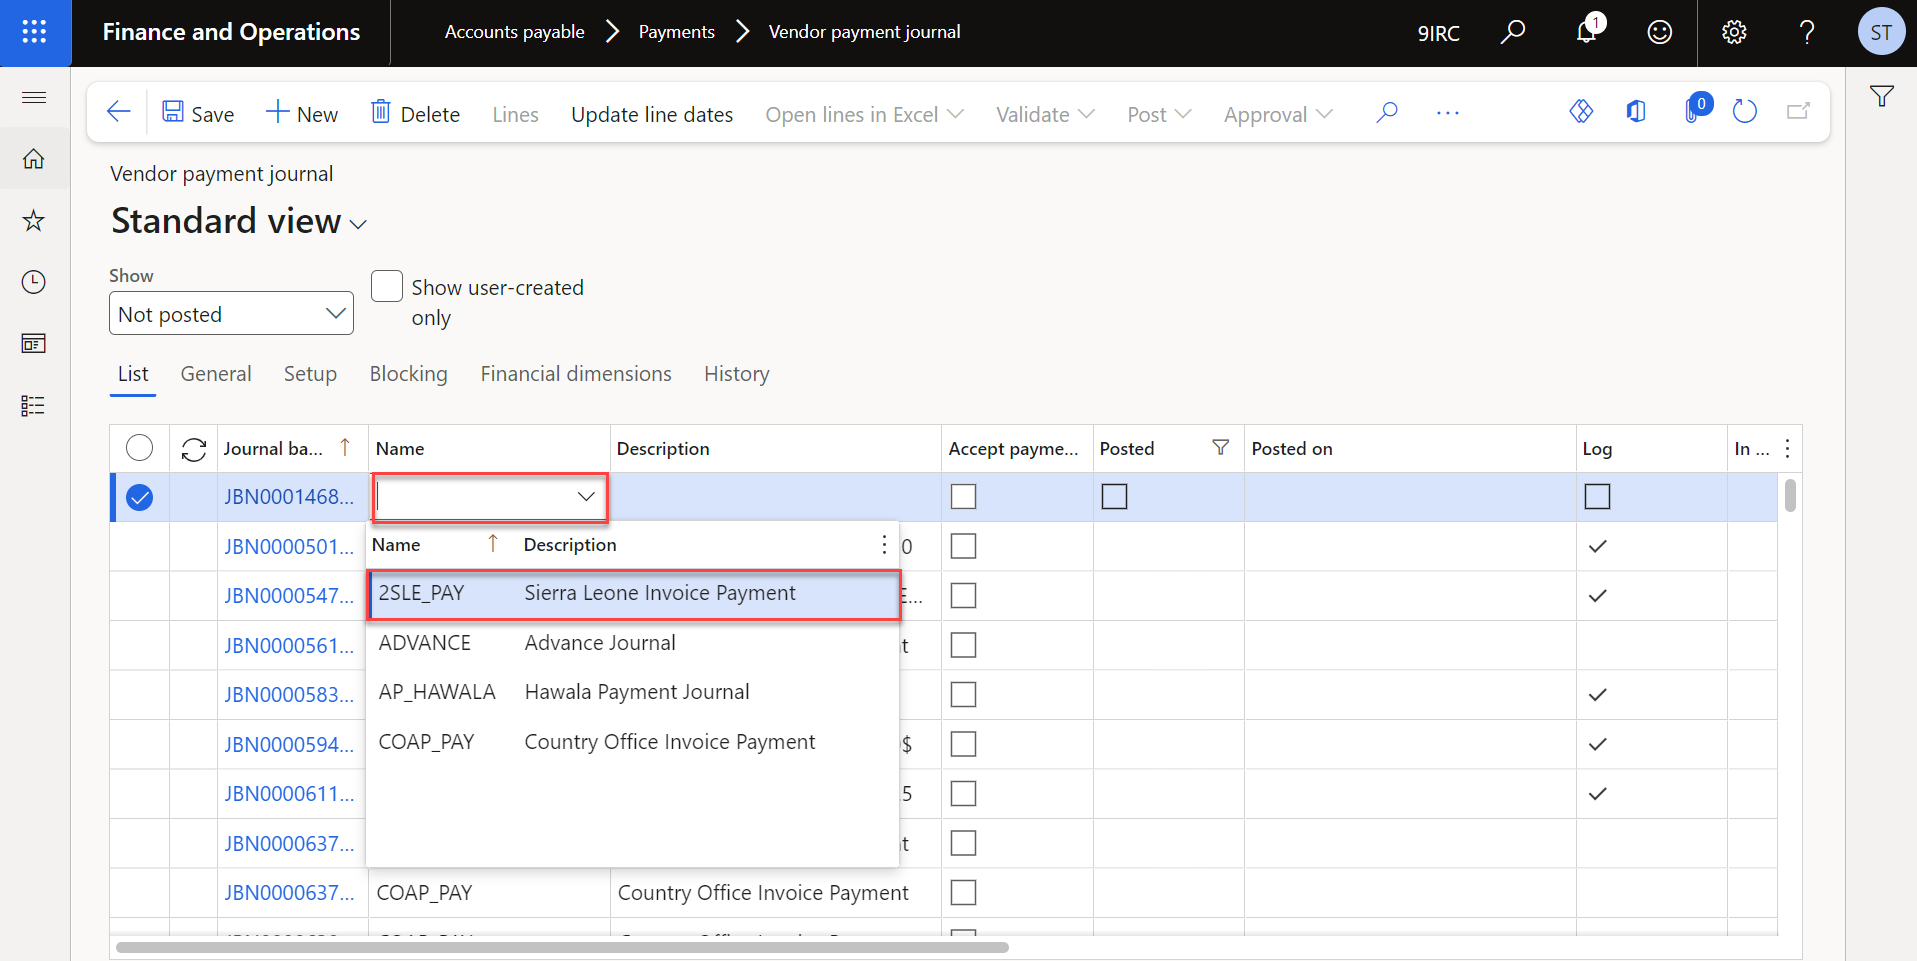 Finance and Operations
Accounts payable
Payments
Vendor payment journal
9IRC
1
?
ST
Save
New
Delete
Lines
Update line dates
Open lines in Excel
Validate
Post
Approval
...
0
Vendor payment journal
Standard view
Show
Not posted
Show user-created
only
List
General
Setup
Blocking
Financial dimensions
History
Journal ba...
Name
Description
Accept payme...
Posted
Posted on
Log
In ...
JBN0001468...
Name
Description
JBN0000501...
0
2SLE_PAY
Sierra Leone Invoice Payment
JBN0000547...
E...
ADVANCE
Advance Journal
JBN0000561...
t
AP_HAWALA
Hawala Payment Journal
JBN0000583...
COAP_PAY
Country Office Invoice Payment
JBN0000594...
$
JBN0000611...
5
JBN0000637...
t
JBN0000637...
COAP_PAY
Country Office Invoice Payment